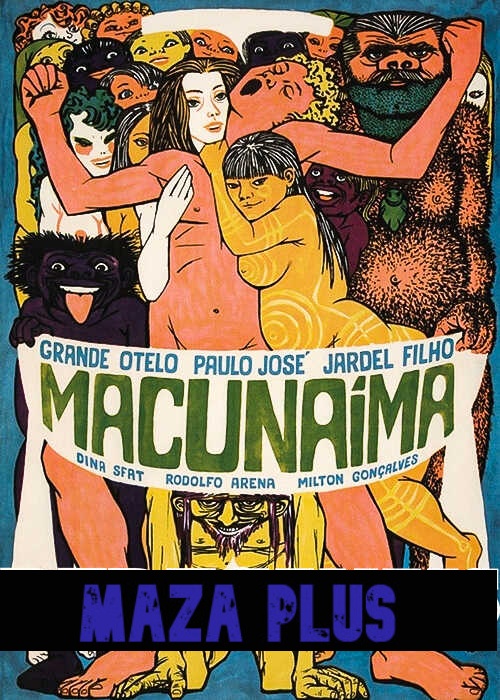 GRANDE OTELO PAULO JOSÉ JARDEL FILHO
MACUNAíMA
DINA SFAT RODOLFO ARENA MILTON GONÇALVES
MAZA PLUS